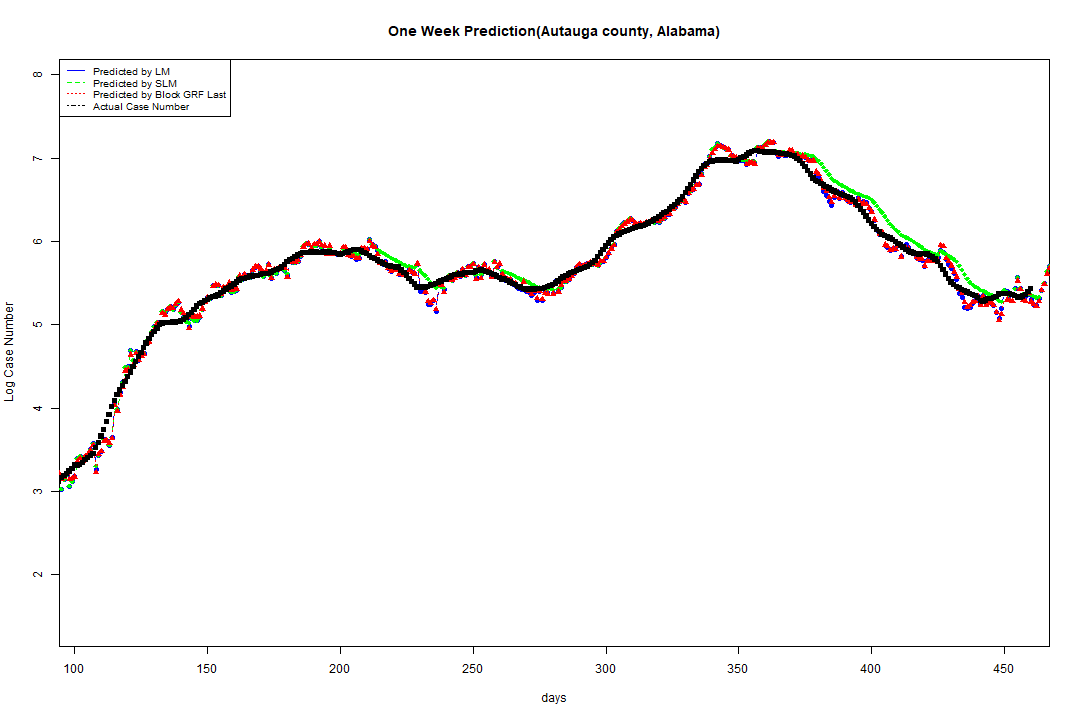 One Week Prediction(Autauga county, Alabama)
Predicted by LM
Predicted by SLM
Predicted by Block GRF Last
Actual Case Number
8
7
6
5
4
3
2
Log Case Number
100 150 200 250 300 350 400 450
days